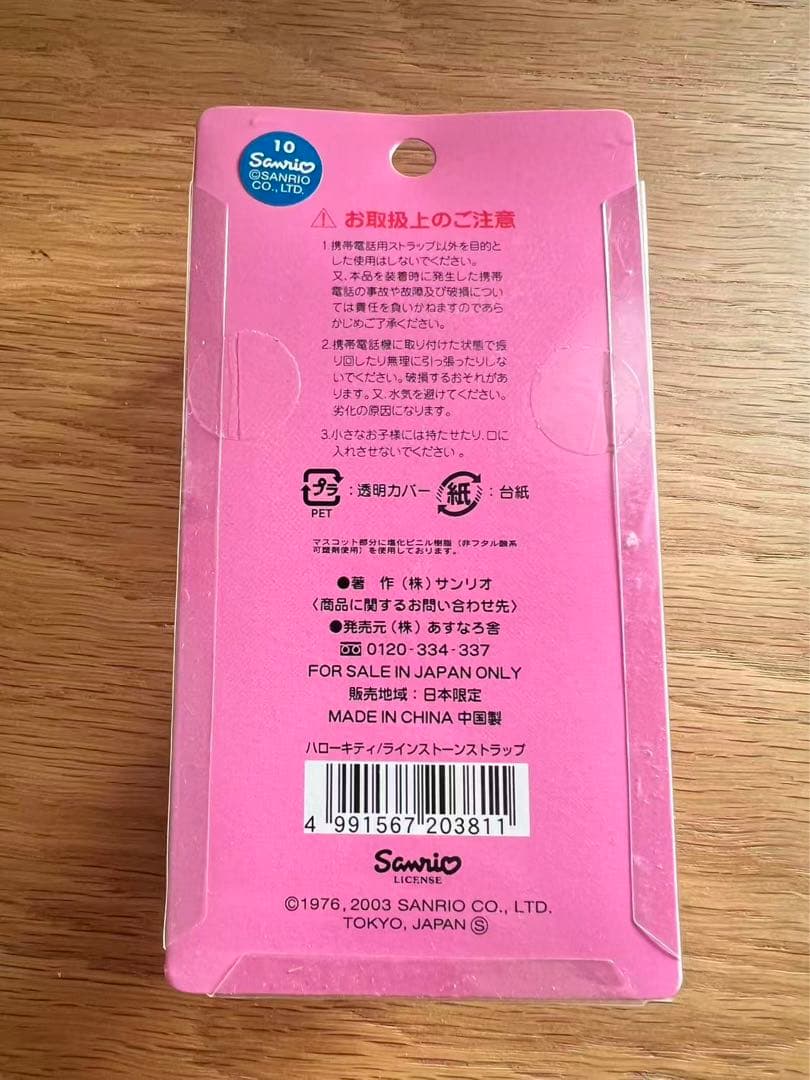 10
Sanrio
©SANRIO
CO., LTD.
⚠ お取扱上のご注意
1.携帯電話用ストラップ以外を目的と
した使用はしないでください。
又、本品を装着時に発生した携帯
電話の事故や故障及び破損につい
ては責任を負いかねますのであら
かじめご了承ください。
2.携帯電話機に取り付けた状態で振
り回したり無理に引っ張ったりしな
いでください。破損するおそれがあ
ります。又、水気を避けてください。
劣化の原因になります。
3.小さなお子様には持たせたり、口に
入れさせないでください。
プラ:透明カバー 紙:台紙
PET
マスコット部分に塩化ビニル樹脂(非フタル酸系
可塑剤使用)を使用しております。
●著 作(株)サンリオ
〈商品に関するお問い合わせ先〉
●発売元(株)あすなろ舎
0120-334-337
FOR SALE IN JAPAN ONLY
販売地域:日本限定
MADE IN CHINA 中国製
ハローキティ/ラインストーンストラップ
4 991567 203811
Sanrio
LICENSE
©1976, 2003 SANRIO CO., LTD.
TOKYO, JAPAN Ⓢ